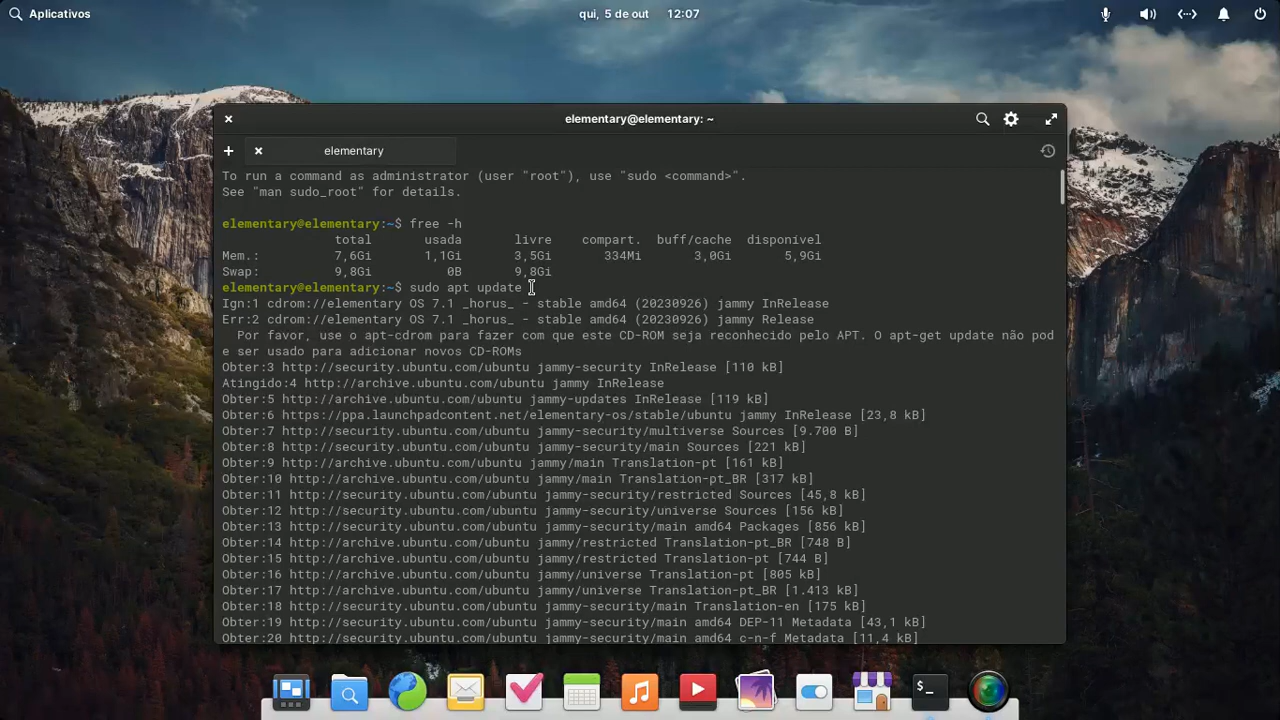 Aplicativos
qui, 5 de out 12:07
elementary@elementary: ~
elementary
To run a command as administrator (user "root"), use "sudo <command>".
See "man sudo_root" for details.
elementary@elementary:~$ free -h
total usada livre compart. buff/cache disponível
Mem.: 7,6Gi 1,1Gi 3,5Gi 334Mi 3,0Gi 5,9Gi
Swap: 9,8Gi 0B 9,8Gi
elementary@elementary:~$ sudo apt update
Ign:1 cdrom://elementary OS 7.1 _horus_ - stable amd64 (20230926) jammy InRelease
Err:2 cdrom://elementary OS 7.1 _horus_ - stable amd64 (20230926) jammy Release
Por favor, use o apt-cdrom para fazer com que este CD-ROM seja reconhecido pelo APT. O apt-get update não pod
e ser usado para adicionar novos CD-ROMs
Obter:3 http://security.ubuntu.com/ubuntu jammy-security InRelease [110 kB]
Atingido:4 http://archive.ubuntu.com/ubuntu jammy InRelease
Obter:5 http://archive.ubuntu.com/ubuntu jammy-updates InRelease [119 kB]
Obter:6 https://ppa.launchpadcontent.net/elementary-os/stable/ubuntu jammy InRelease [23,8 kB]
Obter:7 http://security.ubuntu.com/ubuntu jammy-security/multiverse Sources [9.700 B]
Obter:8 http://security.ubuntu.com/ubuntu jammy-security/main Sources [221 kB]
Obter:9 http://archive.ubuntu.com/ubuntu jammy/main Translation-pt [161 kB]
Obter:10 http://archive.ubuntu.com/ubuntu jammy/main Translation-pt_BR [317 kB]
Obter:11 http://security.ubuntu.com/ubuntu jammy-security/restricted Sources [45,8 kB]
Obter:12 http://security.ubuntu.com/ubuntu jammy-security/universe Sources [156 kB]
Obter:13 http://security.ubuntu.com/ubuntu jammy-security/main amd64 Packages [856 kB]
Obter:14 http://archive.ubuntu.com/ubuntu jammy/restricted Translation-pt_BR [748 B]
Obter:15 http://archive.ubuntu.com/ubuntu jammy/restricted Translation-pt [744 B]
Obter:16 http://archive.ubuntu.com/ubuntu jammy/universe Translation-pt [805 kB]
Obter:17 http://archive.ubuntu.com/ubuntu jammy/universe Translation-pt_BR [1.413 kB]
Obter:18 http://security.ubuntu.com/ubuntu jammy-security/main Translation-en [175 kB]
Obter:19 http://security.ubuntu.com/ubuntu jammy-security/main amd64 DEP-11 Metadata [43,1 kB]
Obter:20 http://security.ubuntu.com/ubuntu jammy-security/main amd64 c-n-f Metadata [11,4 kB]
$_